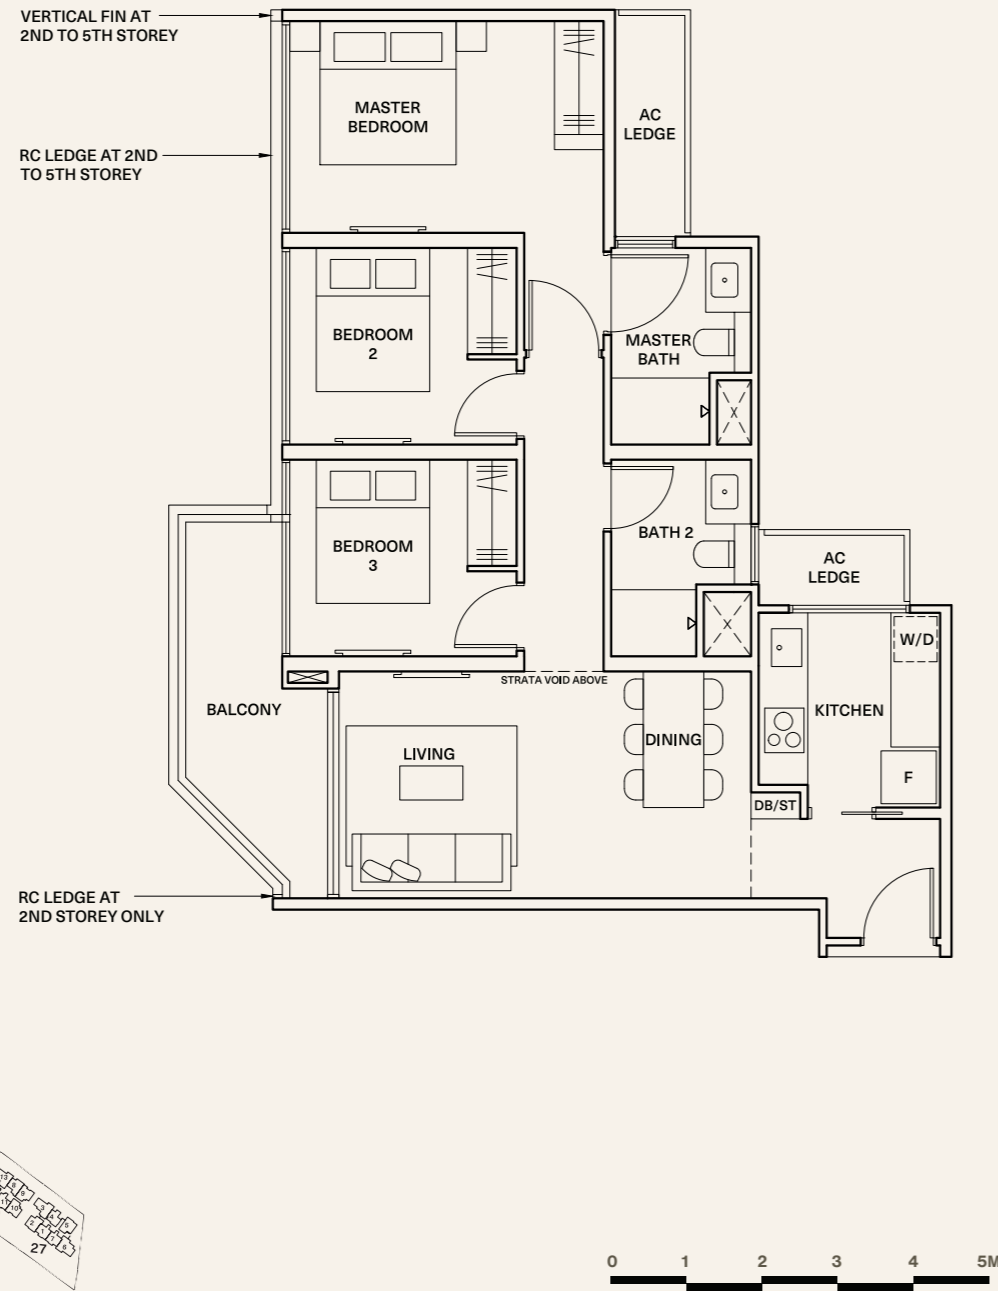 VERTICAL FIN AT
2ND TO 5TH STOREY
MASTER
BEDROOM
AC
LEDGE
RC LEDGE AT 2ND
TO 5TH STOREY
BEDROOM
2
MASTER
BATH
X
BEDROOM
3
BATH 2
AC
LEDGE
X
W/D
STRATA VOID ABOVE
BALCONY
KITCHEN
LIVING
DINING
F
DB/ST
RC LEDGE AT
2ND STOREY ONLY
27
0 1 2 3 4 5M